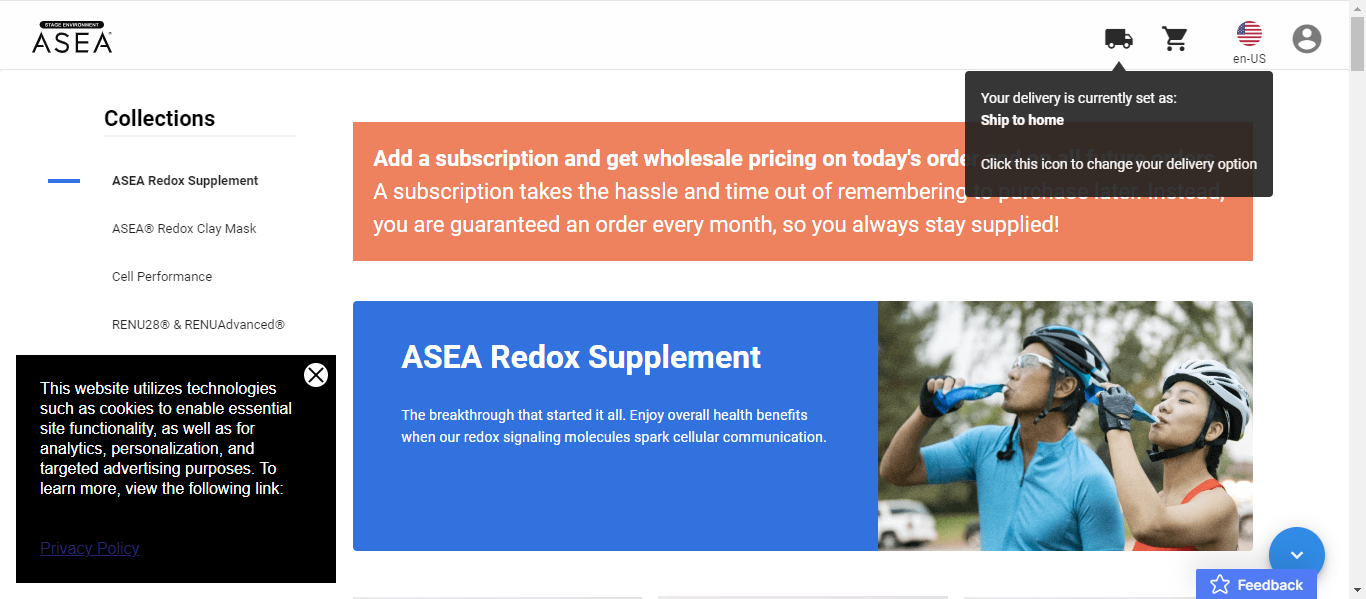 STAGE ENVIRONMENT
ASEA
en-US
Your delivery is currently set as:
Ship to home
Click this icon to change your delivery option
Collections
ASEA Redox Supplement
ASEA® Redox Clay Mask
Cell Performance
RENU28® & RENUAdvanced®
Add a subscription and get wholesale pricing on today's order
A subscription takes the hassle and time out of remembering to purchase later. Instead,
you are guaranteed an order every month, so you always stay supplied!
ASEA Redox Supplement
The breakthrough that started it all. Enjoy overall health benefits
when our redox signaling molecules spark cellular communication.
This website utilizes technologies
such as cookies to enable essential
site functionality, as well as for
analytics, personalization, and
targeted advertising purposes. To
learn more, view the following link:
Privacy Policy
Feedback